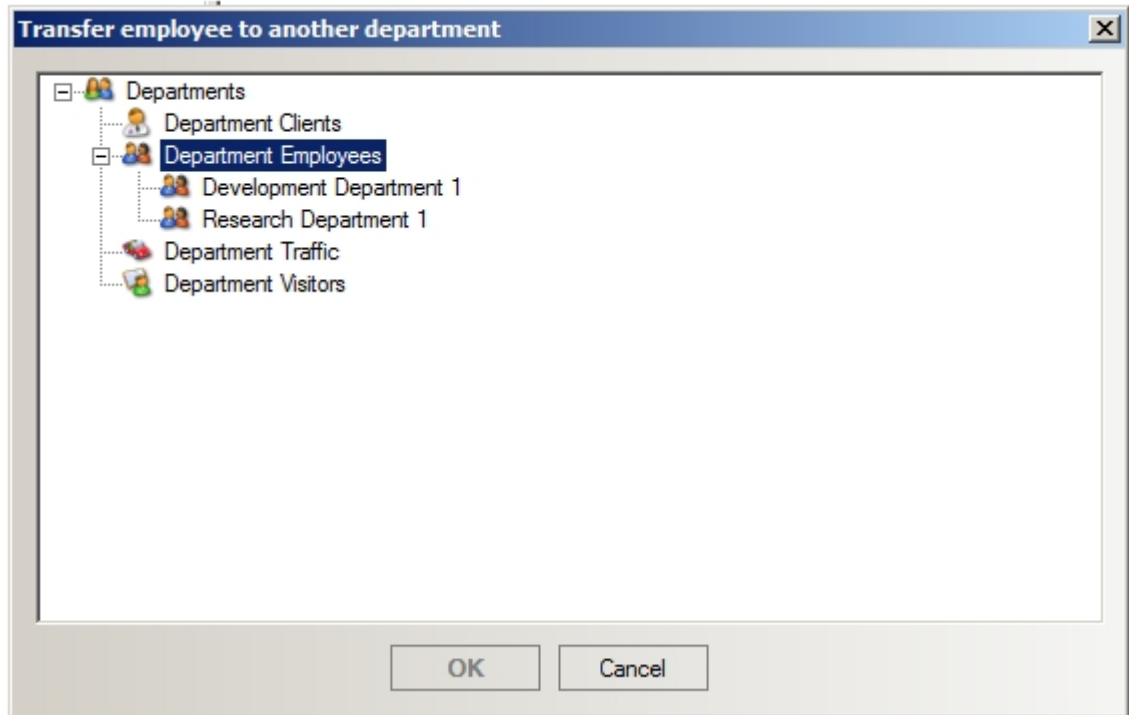 Transfer employee to another department
Departments
Department Clients
Department Employees
Development Department 1
Research Department 1
Department Traffic
Department Visitors
OK Cancel